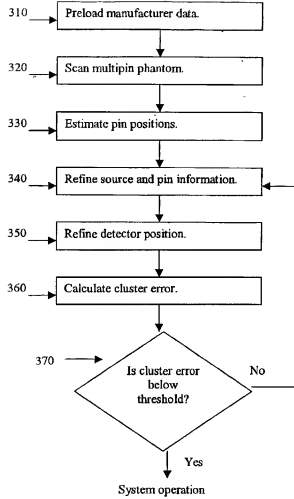 310
Preload manufacturer data.
320
Scan multipin phantom.
330
Estimate pin positions.
340
Refine source and pin information.
350
Refine detector position.
360
Calculate cluster error.
370
Is cluster error
below
threshold?
No
Yes
System operation